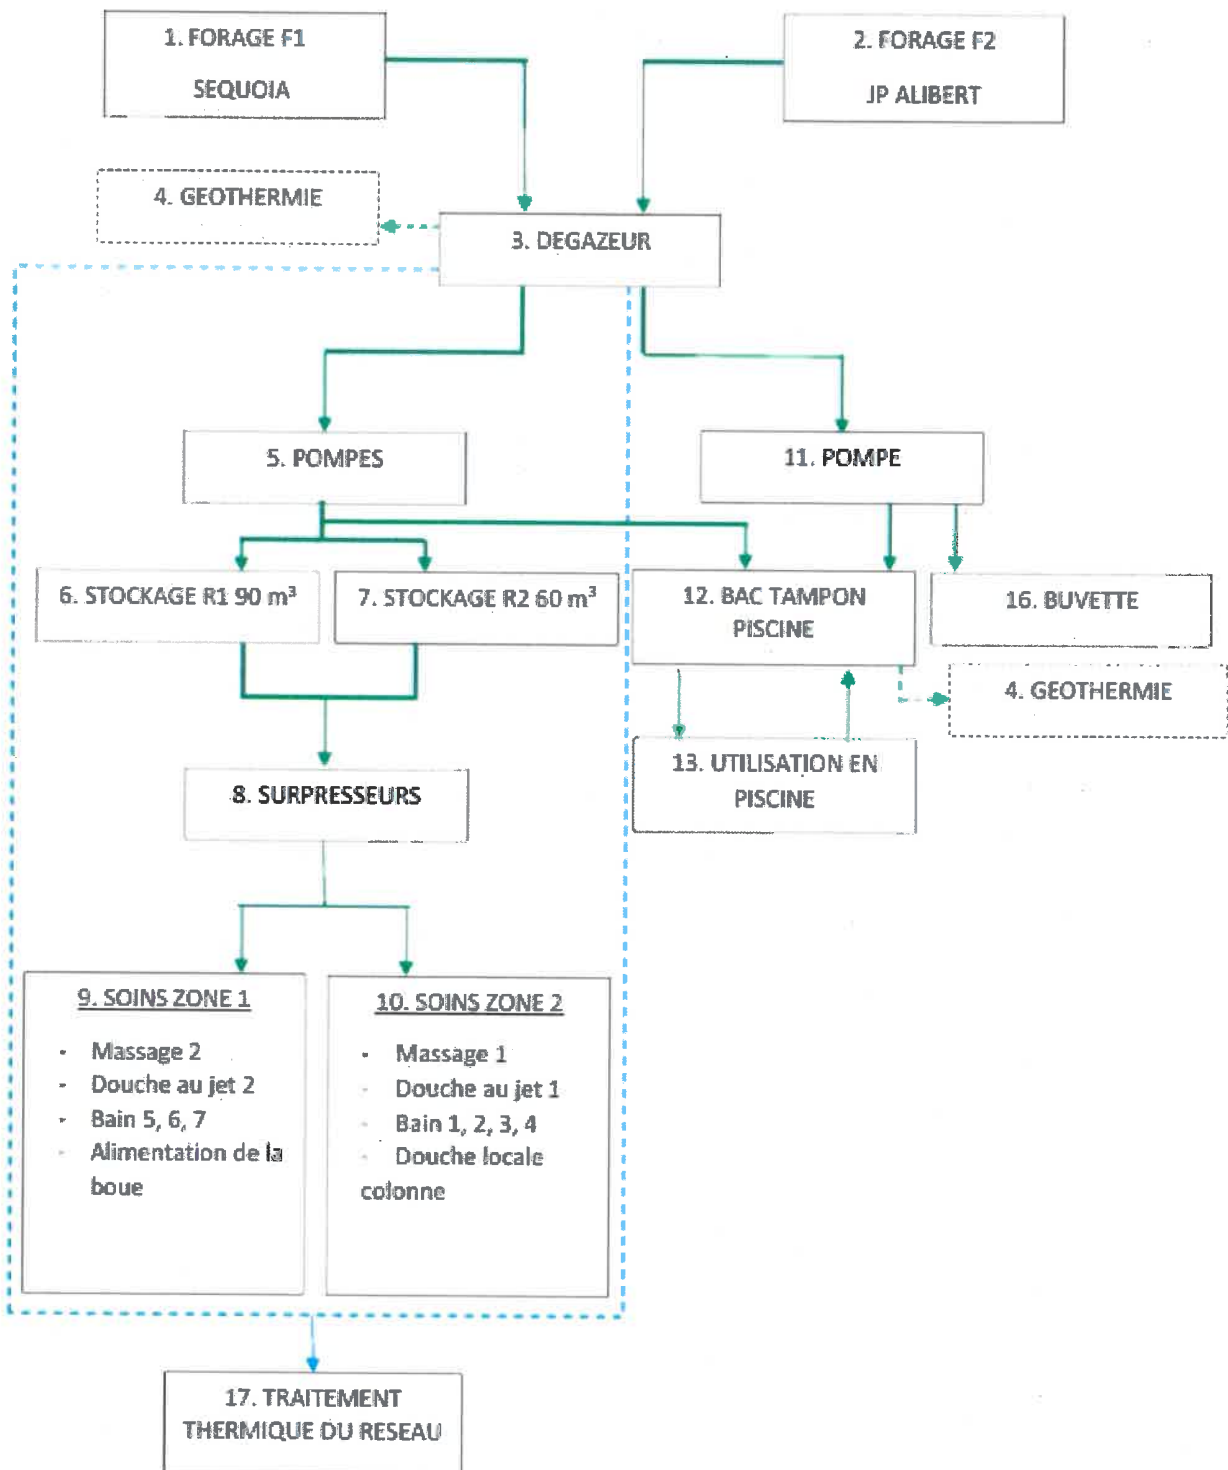 1. FORAGE F1
SEQUOIA
2. FORAGE F2
JP ALIBERT
4. GEOTHERMIE
3. DEGAZEUR
5. POMPES
11. POMPE
6. STOCKAGE R1 90 m³
7. STOCKAGE R2 60 m³
12. BAC TAMPON
PISCINE
16. BUVETTE
4. GEOTHERMIE
13. UTILISATION EN
PISCINE
8. SURPRESSEURS
9. SOINS ZONE 1
- Massage 2
- Douche au jet 2
- Bain 5, 6, 7
- Alimentation de la
boue
10. SOINS ZONE 2
- Massage 1
- Douche au jet 1
- Bain 1, 2, 3, 4
- Douche locale
colonne
17. TRAITEMENT
THERMIQUE DU RESEAU